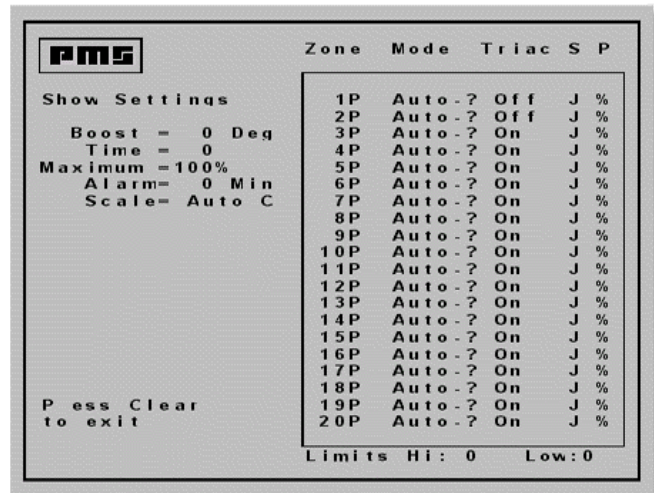 PMS
Show Settings
Boost = 0 Deg
Time = 0
Maximum =100%
Alarm= 0 Min
Scale= Auto C
P ess Clear
to exit
Zone Mode Triac S P
1P Auto-? Off J %
2P Auto-? Off J %
3P Auto-? On J %
4P Auto-? On J %
5P Auto-? On J %
6P Auto-? On J %
7P Auto-? On J %
8P Auto-? On J %
9P Auto-? On J %
10P Auto-? On J %
11P Auto-? On J %
12P Auto-? On J %
13P Auto-? On J %
14P Auto-? On J %
15P Auto-? On J %
16P Auto-? On J %
17P Auto-? On J %
18P Auto-? On J %
19P Auto-? On J %
20P Auto-? On J %
Limits Hi: 0 Low:0